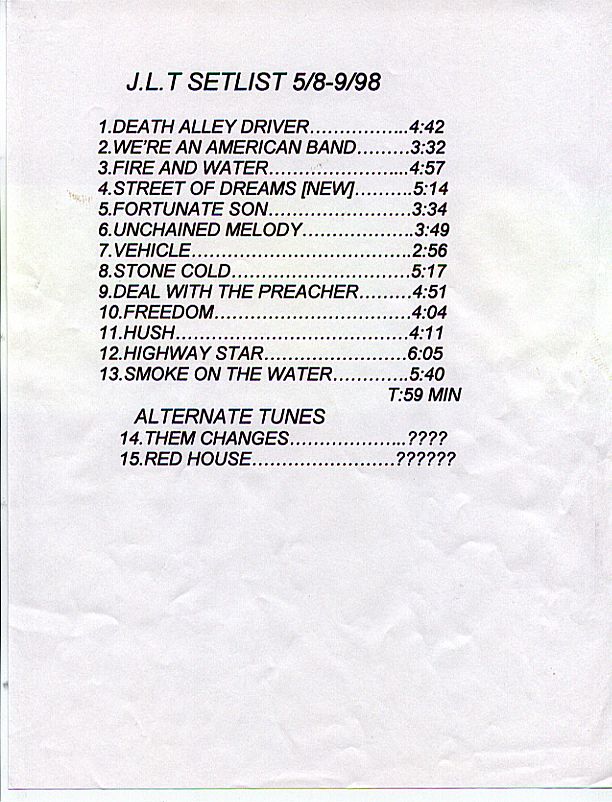 J.L.T SETLIST 5/8-9/98
1.DEATH ALLEY DRIVER.................4:42
2.WE'RE AN AMERICAN BAND.........3:32
3.FIRE AND WATER.......................4:57
4.STREET OF DREAMS [NEW]..........5:14
5.FORTUNATE SON........................3:34
6.UNCHAINED MELODY...................3:49
7.VEHICLE..........................................2:56
8.STONE COLD..............................5:17
9.DEAL WITH THE PREACHER.........4:51
10.FREEDOM.................................4:04
11.HUSH.......................................4:11
12.HIGHWAY STAR........................6:05
13.SMOKE ON THE WATER.............5:40
T:59 MIN
ALTERNATE TUNES
14.THEM CHANGES....................????
15.RED HOUSE........................??????